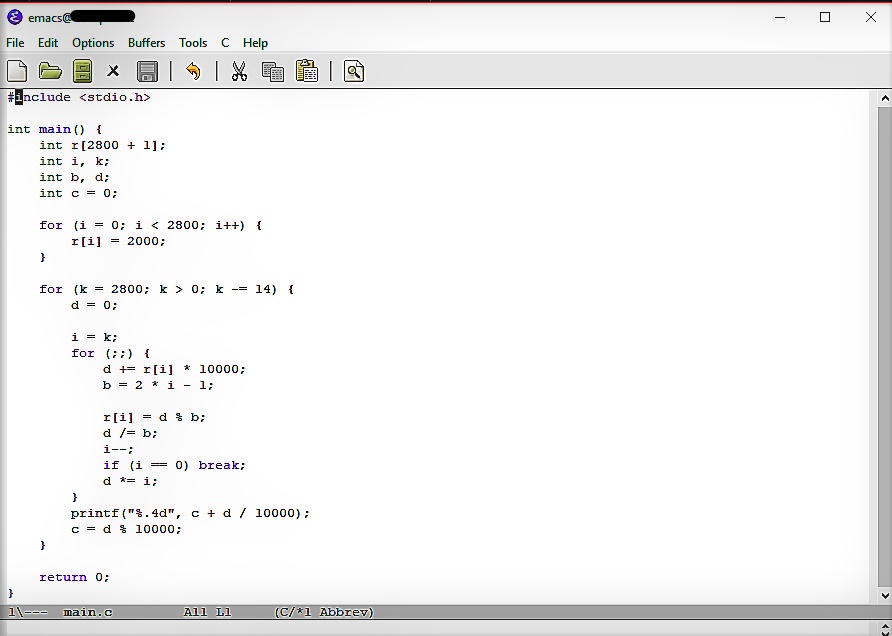 emacs@
File Edit Options Buffers Tools C Help
#include <stdio.h>
int main() {
    int r[2800 + 1];
    int i, k;
    int b, d;
    int c = 0;
    for (i = 0; i < 2800; i++) {
        r[i] = 2000;
    }
    for (k = 2800; k > 0; k -= 14) {
        d = 0;
        i = k;
        for (;;) {
            d += r[i] * 10000;
            b = 2 * i - 1;
            r[i] = d % b;
            d /= b;
            i--;
            if (i == 0) break;
            d *= i;
        }
        printf("%.4d", c + d / 10000);
        c = d % 10000;
    }
    return 0;
}
1\--- main.c All L1 (C/*l Abbrev)